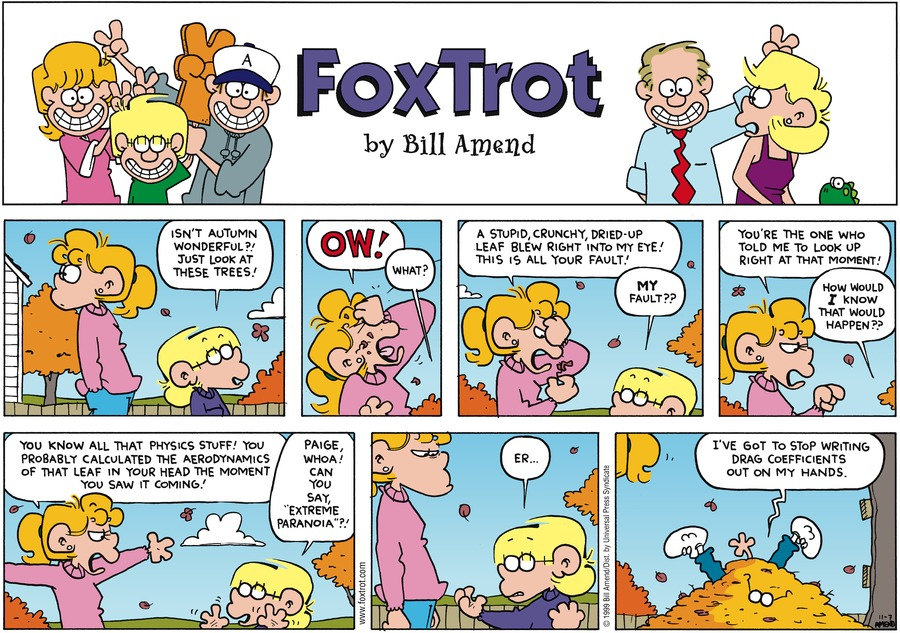 A
FOXTROT
by Bill Amend
ISN'T AUTUMN
WONDERFUL?!
JUST LOOK AT
THESE TREES!
OW!
WHAT?
A STUPID, CRUNCHY, DRIED-UP
LEAF BLEW RIGHT INTO MY EYE!
THIS IS ALL YOUR FAULT!
MY
FAULT??
YOU'RE THE ONE WHO
TOLD ME TO LOOK UP
RIGHT AT THAT MOMENT!
HOW WOULD
I KNOW
THAT WOULD
HAPPEN??
YOU KNOW ALL THAT PHYSICS STUFF! YOU
PROBABLY CALCULATED THE AERODYNAMICS
OF THAT LEAF IN YOUR HEAD THE MOMENT
YOU SAW IT COMING!
PAIGE,
WHOA!
CAN
YOU
SAY,
"EXTREME
PARANOIA"?!
www.foxtrot.com
ER...
© 1999 Bill Amend/Dist. by Universal Press Syndicate
I'VE GOT TO STOP WRITING
DRAG COEFFICIENTS
OUT ON MY HANDS.
11-7
AMEND